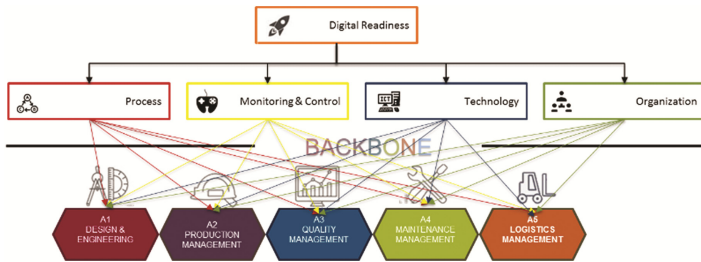 Digital Readiness
Process
Monitoring & Control
ICT
Technology
Organization
BACKBONE
A1
DESIGN &
ENGINEERING
A2
PRODUCTION
MANAGEMENT
A3
QUALITY
MANAGEMENT
A4
MAINTENANCE
MANAGEMENT
A5
LOGISTICS
MANAGEMENT